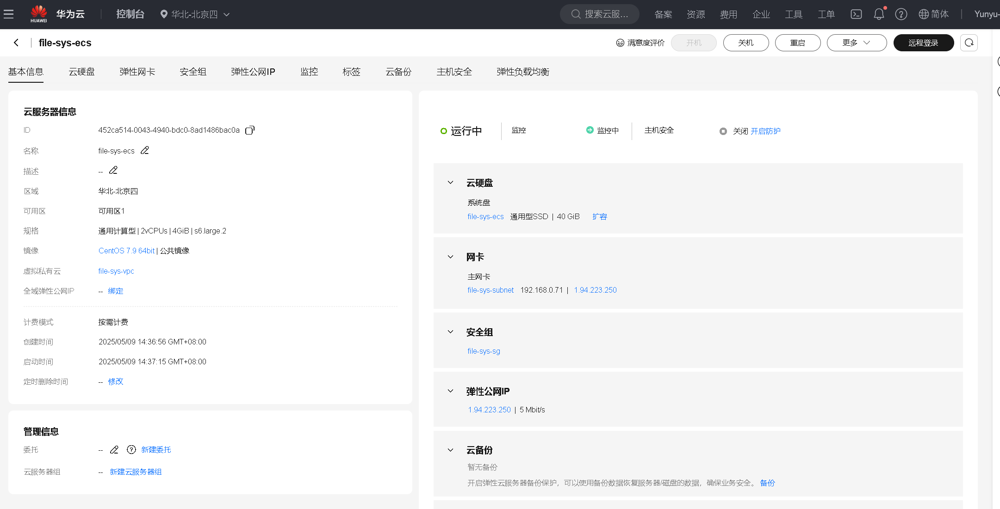 HUAWEI 华为云 控制台 华北-北京四 搜索云服... 备案 资源 费用 企业 工具 工单 简体 Yunyu-
file-sys-ecs 满意度评价 开机 关机 重启 更多 远程登录
基本信息 云硬盘 弹性网卡 安全组 弹性公网IP 监控 标签 云备份 主机安全 弹性负载均衡
云服务器信息
ID 452ca514-0043-4940-bdc0-8ad1486bac0a
名称 file-sys-ecs
描述 --
区域 华北-北京四
可用区 可用区1
规格 通用计算型 | 2vCPUs | 4GiB | s6.large.2
镜像 CentOS 7.9 64bit | 公共镜像
虚拟私有云 file-sys-vpc
全域弹性公网IP -- 绑定
计费模式 按需计费
创建时间 2025/05/09 14:36:56 GMT+08:00
启动时间 2025/05/09 14:37:15 GMT+08:00
定时删除时间 -- 修改
管理信息
委托 -- 新建委托
云服务器组 -- 新建云服务器组
运行中 监控 监控中 主机安全 关闭 开启防护
云硬盘
系统盘
file-sys-ecs 通用型SSD | 40 GiB 扩容
网卡
主网卡
file-sys-subnet 192.168.0.71 | 1.94.223.250
安全组
file-sys-sg
弹性公网IP
1.94.223.250 | 5 Mbit/s
云备份
暂无备份
开启弹性云服务器备份保护，可以使用备份数据恢复服务器/磁盘的数据，确保业务安全。 备份